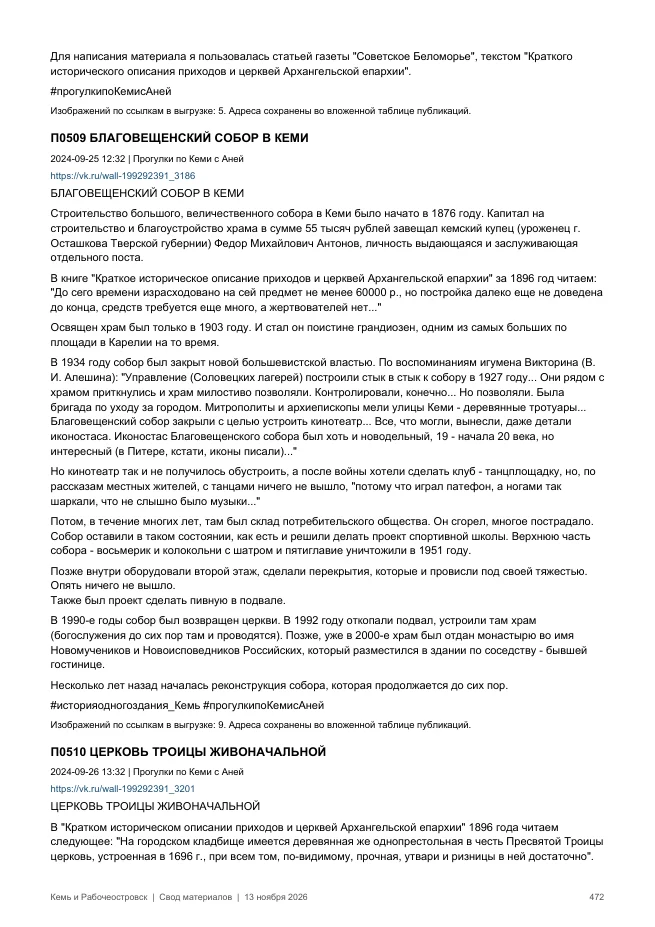 Для написания материала я пользовалась статьей газеты "Советское Беломорье", текстом "Краткого
исторического описания приходов и церквей Архангельской епархии".
#прогулкипоКемисАней
Изображений по ссылкам в выгрузке: 5. Адреса сохранены во вложенной таблице публикаций.
П0509 БЛАГОВЕЩЕНСКИЙ СОБОР В КЕМИ
2024-09-25 12:32 | Прогулки по Кеми с Аней
https://vk.ru/wall-199292391_3186
БЛАГОВЕЩЕНСКИЙ СОБОР В КЕМИ
Строительство большого, величественного собора в Кеми было начато в 1876 году. Капитал на
строительство и благоустройство храма в сумме 55 тысяч рублей завещал кемский купец (уроженец г.
Осташкова Тверской губернии) Федор Михайлович Антонов, личность выдающаяся и заслуживающая
отдельного поста.
В книге "Краткое историческое описание приходов и церквей Архангельской епархии" за 1896 год читаем:
"До сего времени израсходовано на сей предмет не менее 60000 р., но постройка далеко еще не доведена
до конца, средств требуется еще много, а жертвователей нет..."
Освящен храм был только в 1903 году. И стал он поистине грандиозен, одним из самых больших по
площади в Карелии на то время.
В 1934 году собор был закрыт новой большевистской властью. По воспоминаниям игумена Викторина (В.
И. Алешина): "Управление (Соловецких лагерей) построили стык в стык к собору в 1927 году... Они рядом с
храмом приткнулись и храм милостиво позволяли. Контролировали, конечно... Но позволяли. Была
бригада по уходу за городом. Митрополиты и архиепископы мели улицы Кеми - деревянные тротуары...
Благовещенский собор закрыли с целью устроить кинотеатр... Все, что могли, вынесли, даже детали
иконостаса. Иконостас Благовещенского собора был хоть и новодельный, 19 - начала 20 века, но
интересный (в Питере, кстати, иконы писали)..."
Но кинотеатр так и не получилось обустроить, а после войны хотели сделать клуб - танцплощадку, но, по
рассказам местных жителей, с танцами ничего не вышло, "потому что играл патефон, а ногами так
шаркали, что не слышно было музыки..."
Потом, в течение многих лет, там был склад потребительского общества. Он сгорел, многое пострадало.
Собор оставили в таком состоянии, как есть и решили делать проект спортивной школы. Верхнюю часть
собора - восьмерик и колокольни с шатром и пятиглавие уничтожили в 1951 году.
Позже внутри оборудовали второй этаж, сделали перекрытия, которые и провисли под своей тяжестью.
Опять ничего не вышло.
Также был проект сделать пивную в подвале.
В 1990-е годы собор был возвращен церкви. В 1992 году откопали подвал, устроили там храм
(богослужения до сих пор там и проводятся). Позже, уже в 2000-е храм был отдан монастырю во имя
Новомучеников и Новоисповедников Российских, который разместился в здании по соседству - бывшей
гостинице.
Несколько лет назад началась реконструкция собора, которая продолжается до сих пор.
#историяодногоздания_Кемь #прогулкипоКемисАней
Изображений по ссылкам в выгрузке: 9. Адреса сохранены во вложенной таблице публикаций.
П0510 ЦЕРКОВЬ ТРОИЦЫ ЖИВОНАЧАЛЬНОЙ
2024-09-26 13:32 | Прогулки по Кеми с Аней
https://vk.ru/wall-199292391_3201
ЦЕРКОВЬ ТРОИЦЫ ЖИВОНАЧАЛЬНОЙ
В "Кратком историческом описании приходов и церквей Архангельской епархии" 1896 года читаем
следующее: "На городском кладбище имеется деревянная же однопрестольная в честь Пресвятой Троицы
церковь, устроенная в 1696 г., при всем том, по-видимому, прочная, утвари и ризницы в ней достаточно".
Кемь и Рабочеостровск | Свод материалов | 13 ноября 2026
472